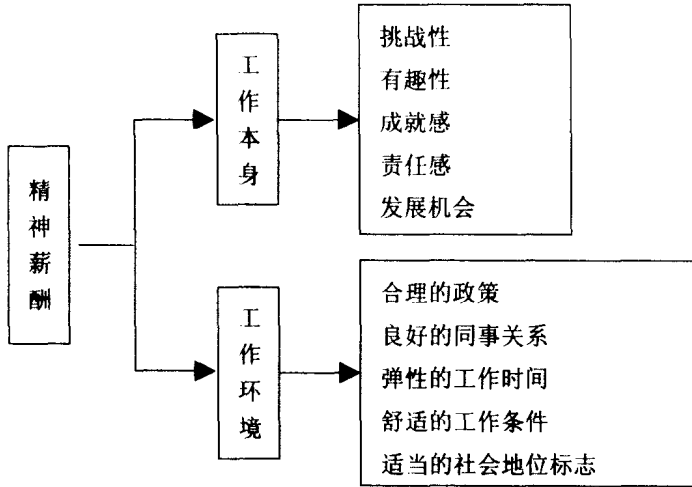 精神薪酬
工作本身
挑战性
有趣性
成就感
责任感
发展机会
工作环境
合理的政策
良好的同事关系
弹性的工作时间
舒适的工作条件
适当的社会地位标志